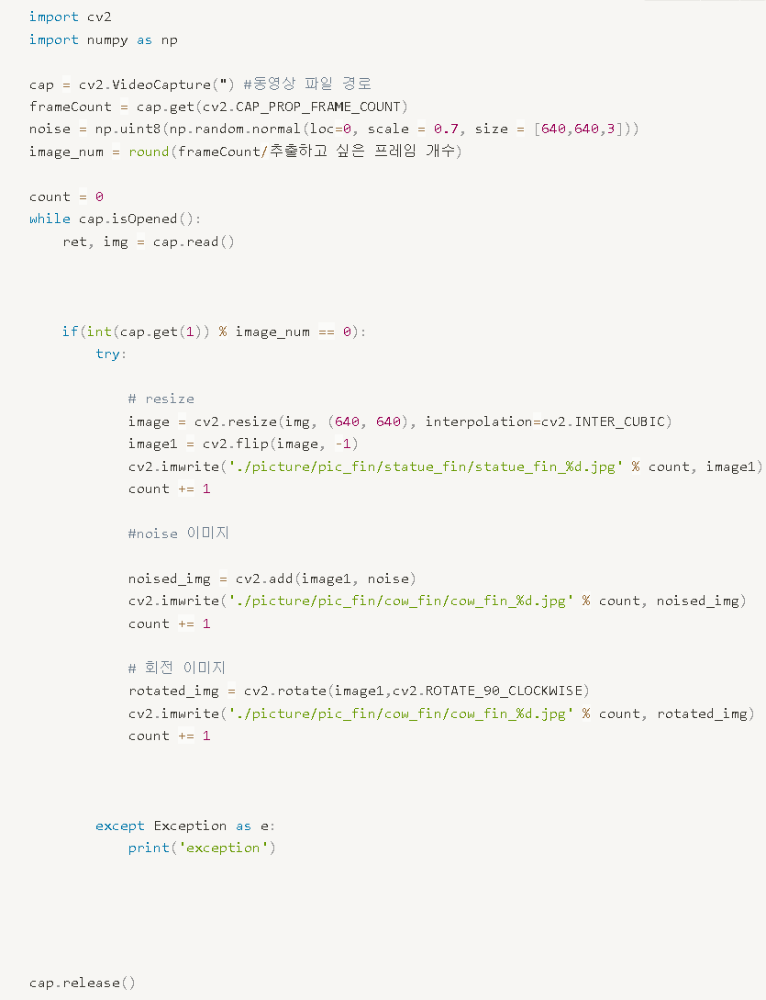 import cv2
import numpy as np
cap = cv2.VideoCapture(") #동영상 파일 경로
frameCount = cap.get(cv2.CAP_PROP_FRAME_COUNT)
noise = np.uint8(np.random.normal(loc=0, scale = 0.7, size = [640,640,3]))
image_num = round(frameCount/추출하고 싶은 프레임 개수)
count = 0
while cap.isOpened():
    ret, img = cap.read()
    if(int(cap.get(1)) % image_num == 0):
        try:
            # resize
            image = cv2.resize(img, (640, 640), interpolation=cv2.INTER_CUBIC)
            image1 = cv2.flip(image, -1)
            cv2.imwrite('./picture/pic_fin/statue_fin/statue_fin_%d.jpg' % count, image1)
            count += 1
            #noise 이미지
            noised_img = cv2.add(image1, noise)
            cv2.imwrite('./picture/pic_fin/cow_fin/cow_fin_%d.jpg' % count, noised_img)
            count += 1
            # 회전 이미지
            rotated_img = cv2.rotate(image1,cv2.ROTATE_90_CLOCKWISE)
            cv2.imwrite('./picture/pic_fin/cow_fin/cow_fin_%d.jpg' % count, rotated_img)
            count += 1
        except Exception as e:
            print('exception')
cap.release()